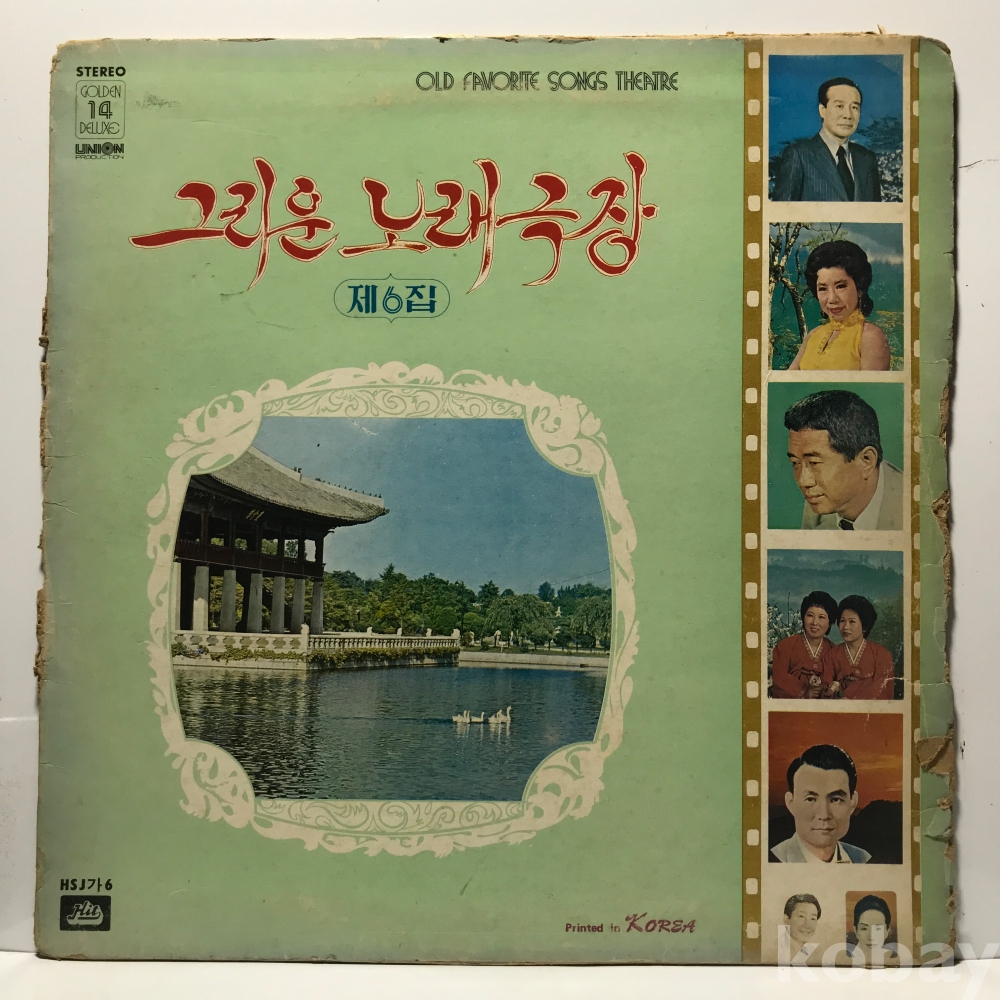 STEREO
GOLDEN
14
DELUXE
UNION
PRODUCTION
OLD FAVORITE SONGS THEATRE
그리운 노래극장
제6집
HSJ가6
Hit
Printed in KOREA
kobay